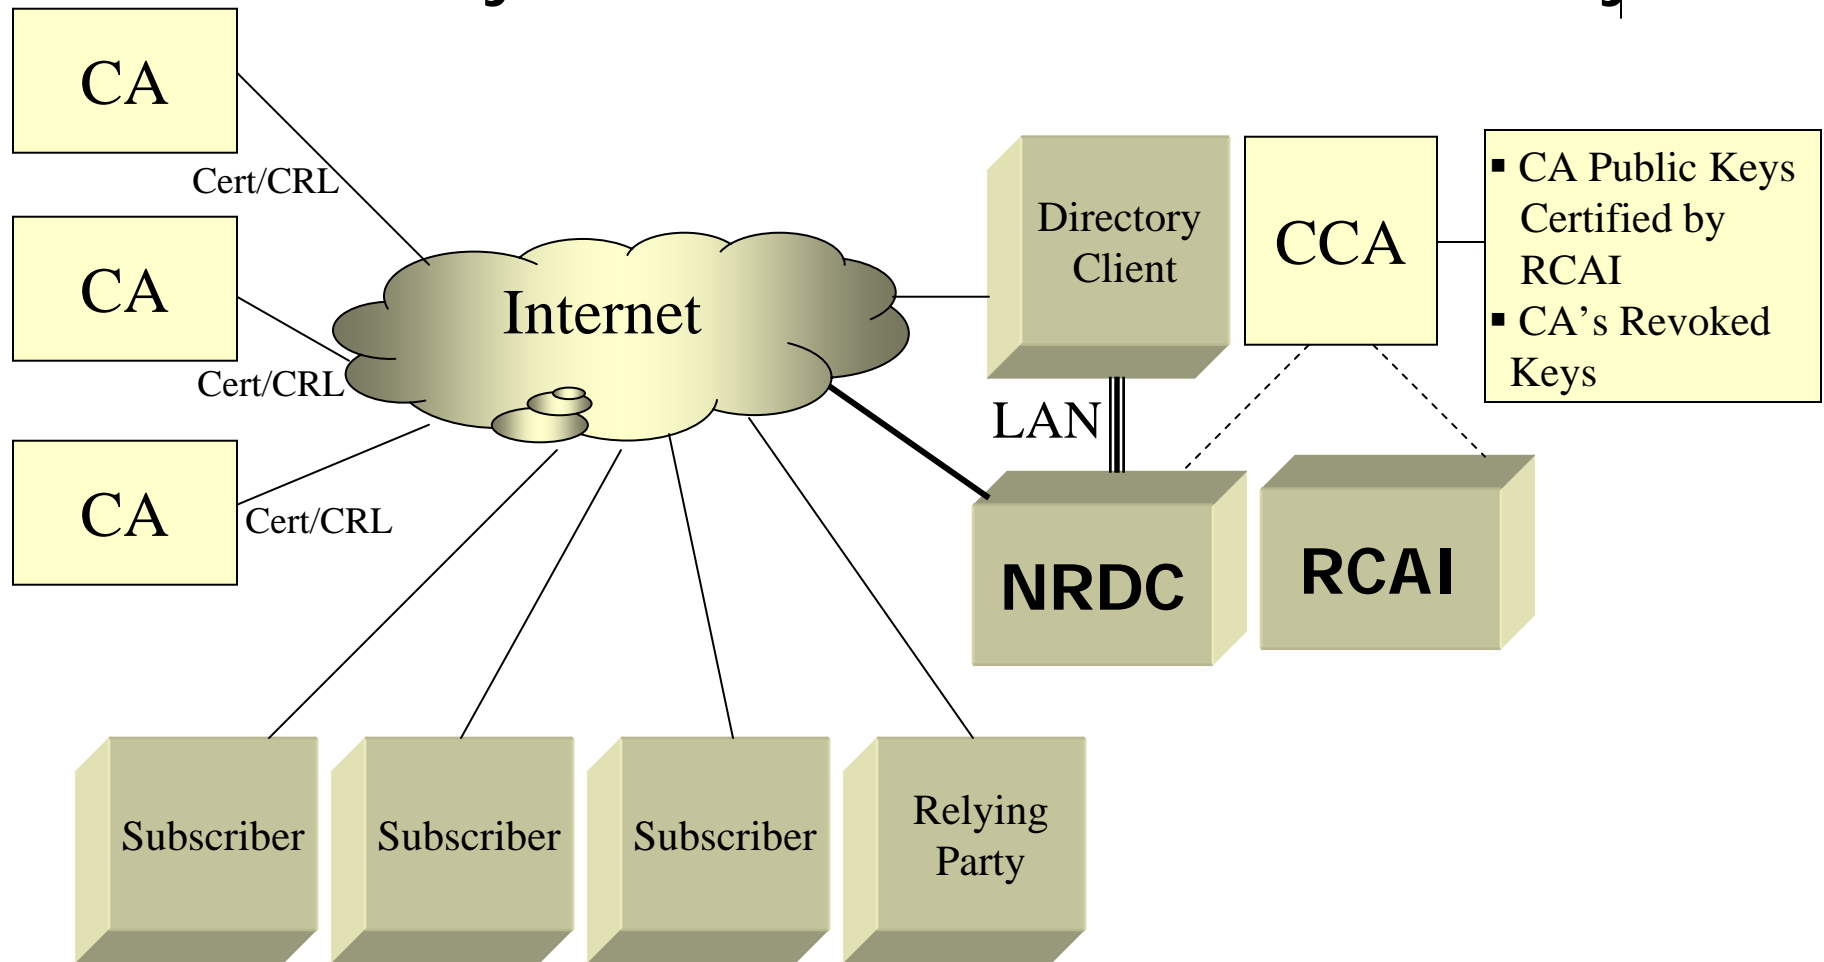 CA
Cert/CRL
CA
Cert/CRL
CA
Cert/CRL
Internet
Directory
Client
LAN
CCA
▪ CA Public Keys
Certified by
RCAI
▪ CA’s Revoked
Keys
NRDC
RCAI
Subscriber
Subscriber
Subscriber
Relying
Party